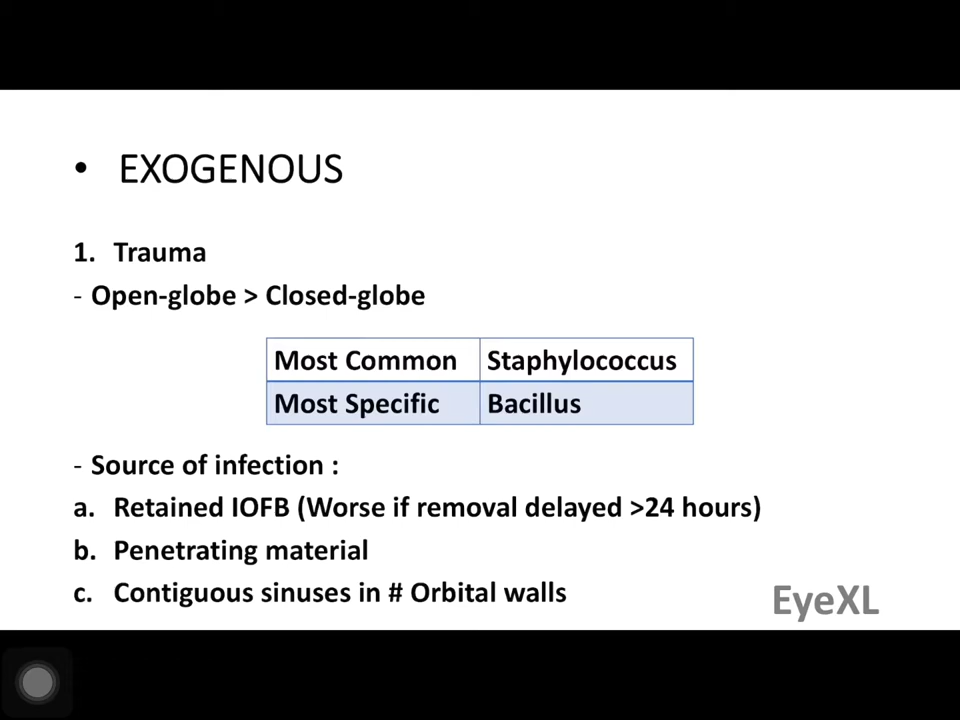 • EXOGENOUS
1. Trauma
- Open-globe > Closed-globe
Most Common Staphylococcus
Most Specific Bacillus
- Source of infection :
a. Retained IOFB (Worse if removal delayed >24 hours)
b. Penetrating material
c. Contiguous sinuses in # Orbital walls
EyeXL